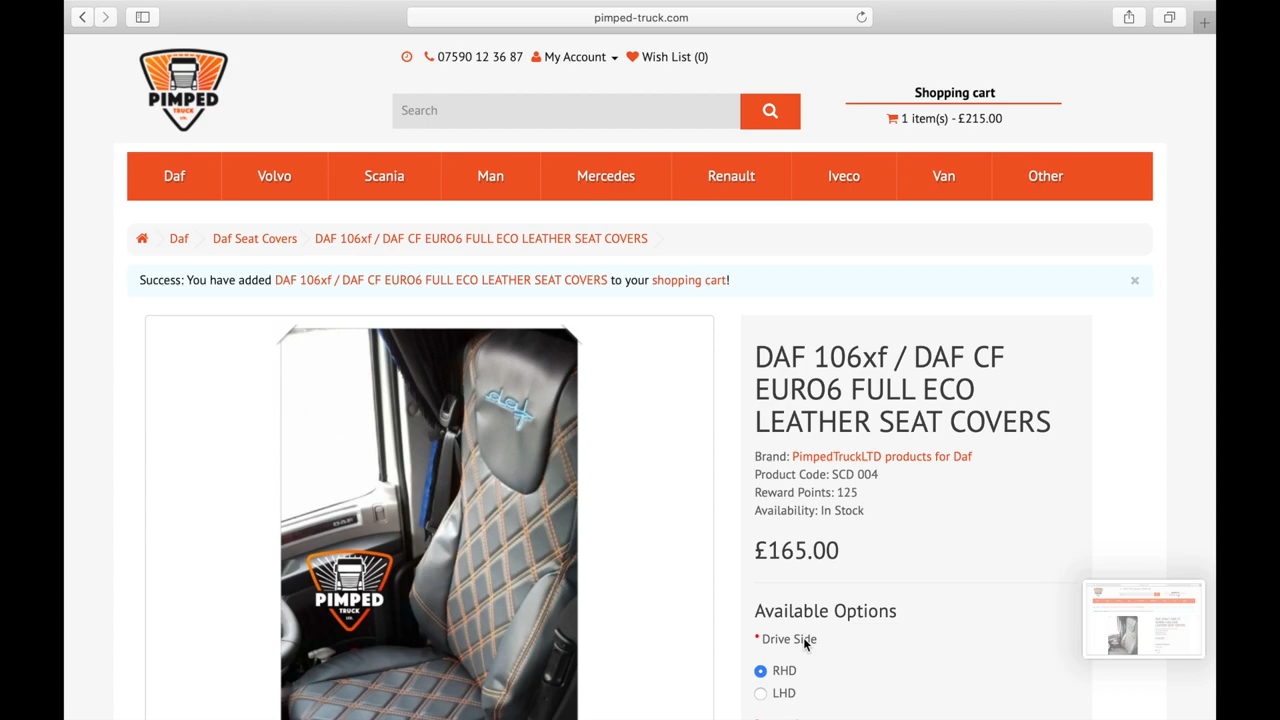 pimped-truck.com
07590 12 36 87 My Account Wish List (0)
PIMPED
TRUCK
LTD.
Search
Shopping cart
1 item(s) - £215.00
Daf Volvo Scania Man Mercedes Renault Iveco Van Other
Daf Daf Seat Covers DAF 106xf / DAF CF EURO6 FULL ECO LEATHER SEAT COVERS
Success: You have added DAF 106xf / DAF CF EURO6 FULL ECO LEATHER SEAT COVERS to your shopping cart! ×
daf
DAF
PIMPED
TRUCK
DAF 106xf / DAF CF
EURO6 FULL ECO
LEATHER SEAT COVERS
Brand: PimpedTruckLTD products for Daf
Product Code: SCD 004
Reward Points: 125
Availability: In Stock
£165.00
Available Options
* Drive Side
RHD
LHD